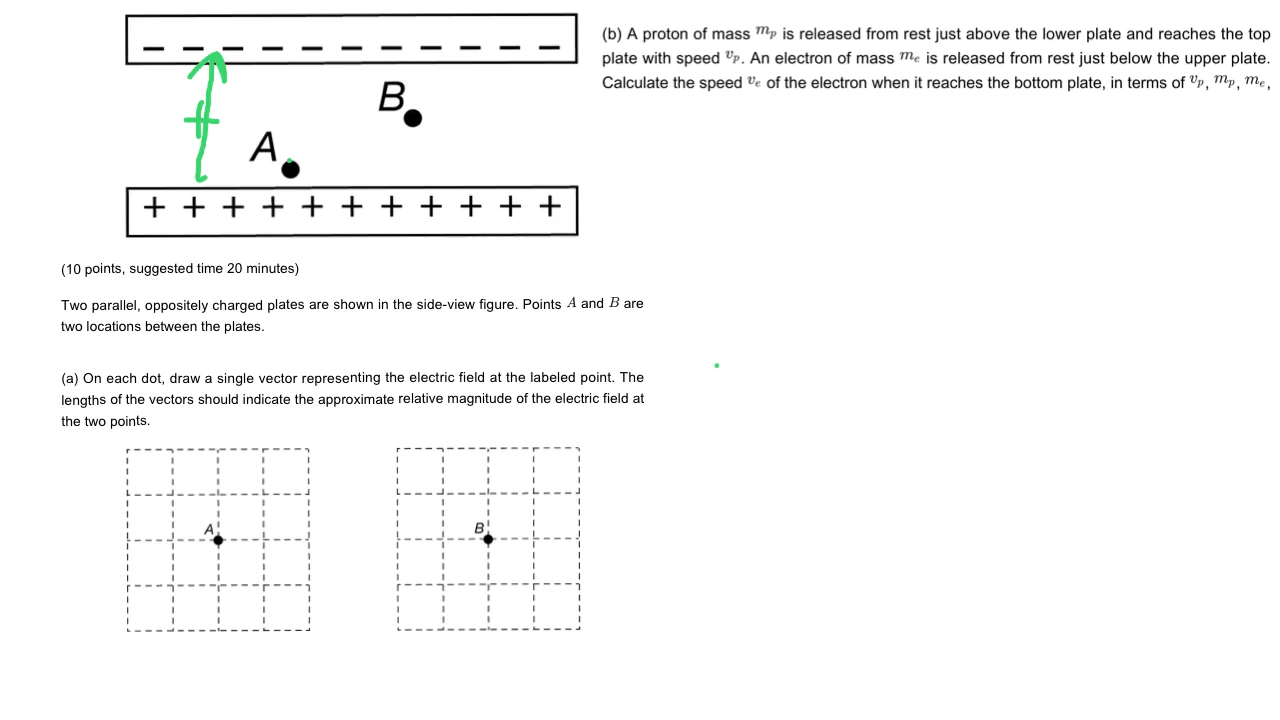 − − − − − − − − − − −
B
A
+ + + + + + + + + + +
(b) A proton of mass mₚ is released from rest just above the lower plate and reaches the top
plate with speed vₚ. An electron of mass mₑ is released from rest just below the upper plate.
Calculate the speed vₑ of the electron when it reaches the bottom plate, in terms of vₚ, mₚ, mₑ,
(10 points, suggested time 20 minutes)
Two parallel, oppositely charged plates are shown in the side-view figure. Points A and B are
two locations between the plates.
(a) On each dot, draw a single vector representing the electric field at the labeled point. The
lengths of the vectors should indicate the approximate relative magnitude of the electric field at
the two points.
A
B